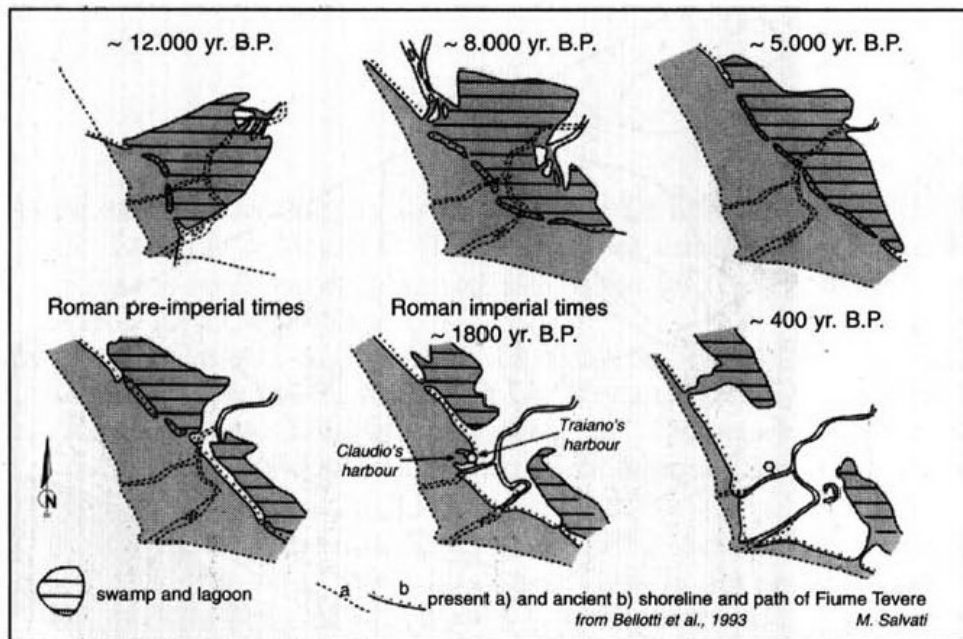 ~ 12.000 yr. B.P.
~ 8.000 yr. B.P.
~ 5.000 yr. B.P.
Roman pre-imperial times
Roman imperial times
~ 1800 yr. B.P.
~ 400 yr. B.P.
Claudio's
harbour
Traiano's
harbour
N
swamp and lagoon
a
b
present a) and ancient b) shoreline and path of Fiume Tevere
from Bellotti et al., 1993
M. Salvati